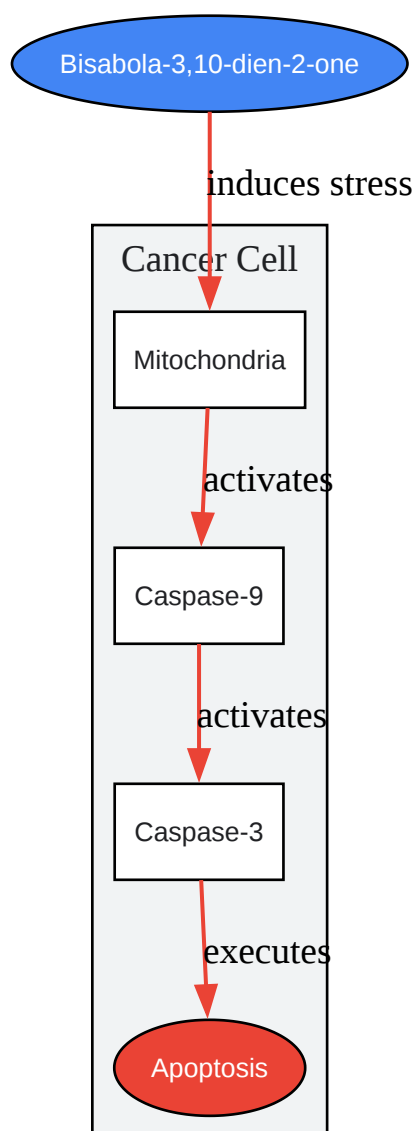 Bisabola-3,10-dien-2-one
induces stress
Cancer Cell
Mitochondria
activates
Caspase-9
activates
Caspase-3
executes
Apoptosis